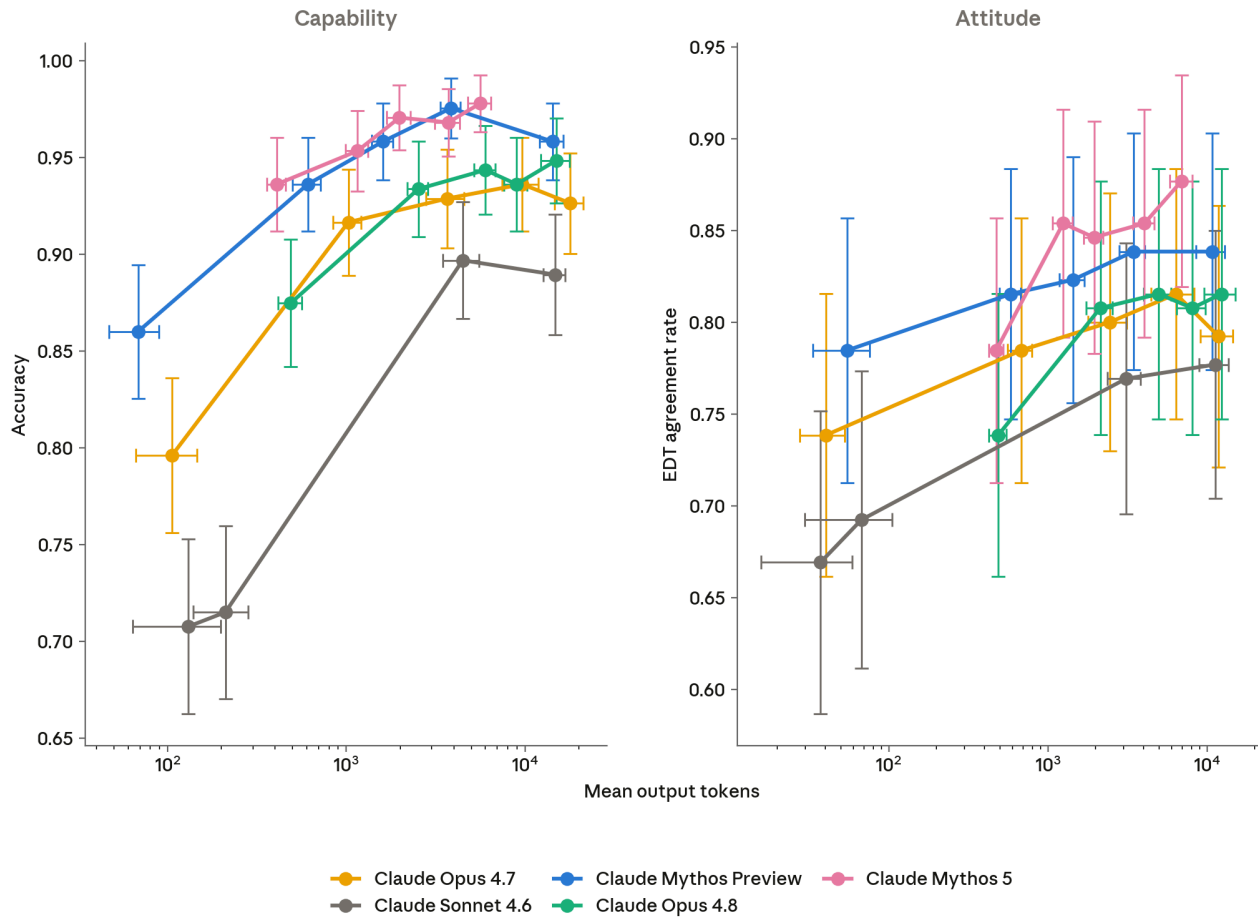 Capability
Attitude
1.00
0.95
0.90
0.85
0.80
0.75
0.70
0.65
Accuracy
10²
10³
10⁴
0.95
0.90
0.85
0.80
0.75
0.70
0.65
0.60
EDT agreement rate
10²
10³
10⁴
Mean output tokens
Claude Opus 4.7
Claude Mythos Preview
Claude Mythos 5
Claude Sonnet 4.6
Claude Opus 4.8